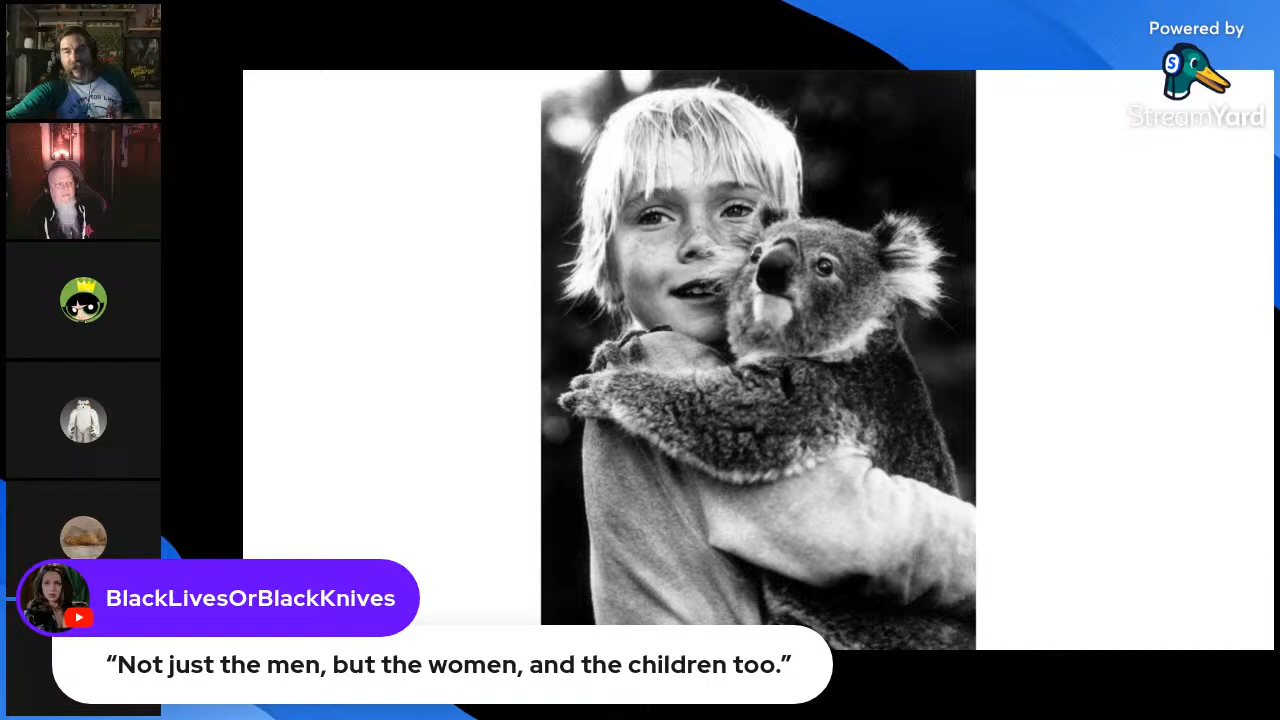 Powered by
StreamYard
BlackLivesOrBlackKnives
“Not just the men, but the women, and the children too.”